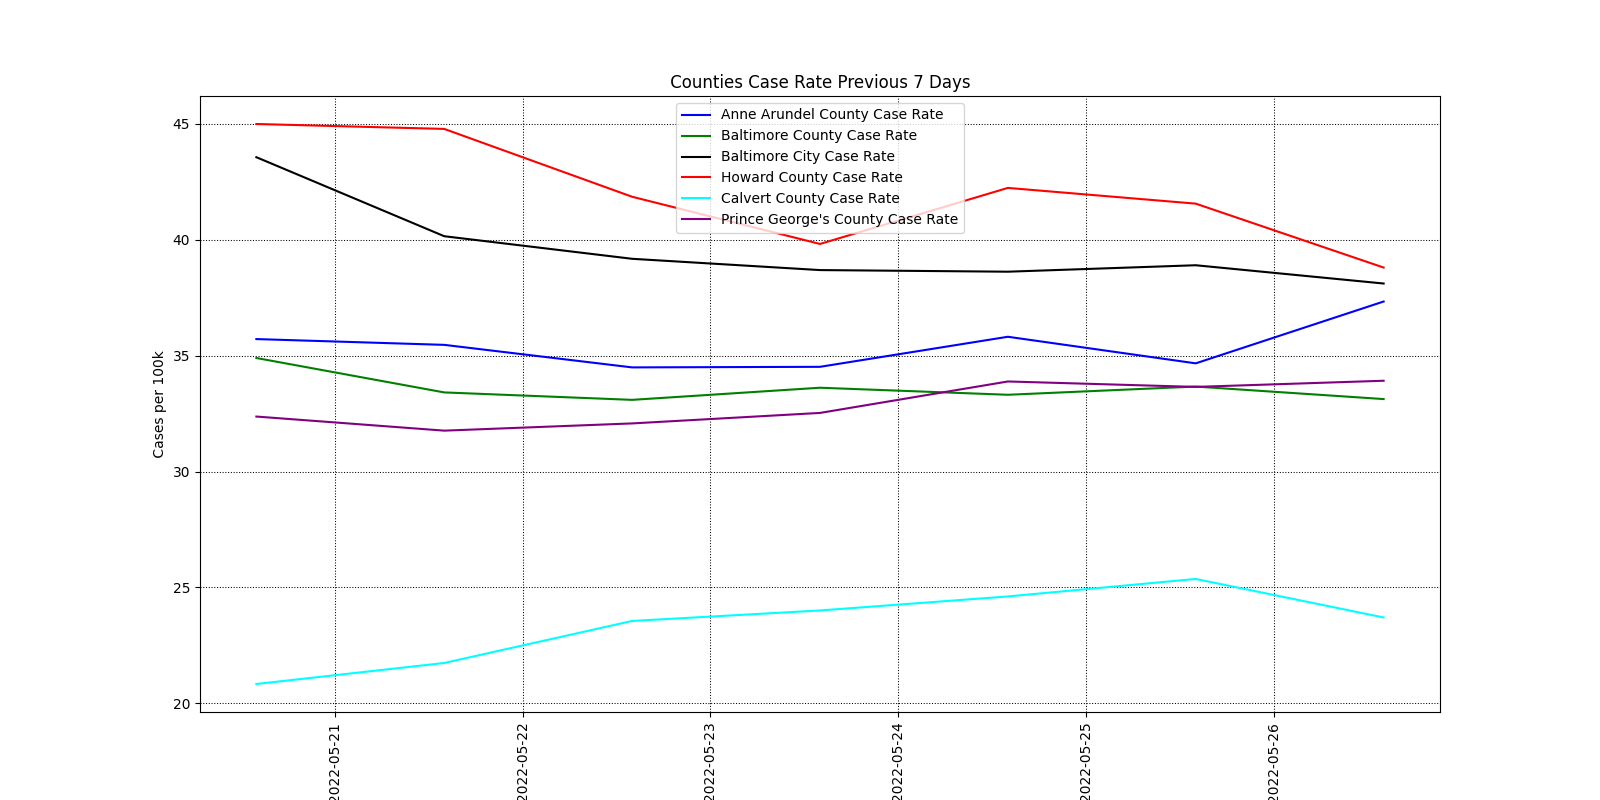 Counties Case Rate Previous 7 Days
Anne Arundel County Case Rate
Baltimore County Case Rate
Baltimore City Case Rate
Howard County Case Rate
Calvert County Case Rate
Prince George's County Case Rate
Cases per 100k
45
40
35
30
25
20
2022-05-21
2022-05-22
2022-05-23
2022-05-24
2022-05-25
2022-05-26